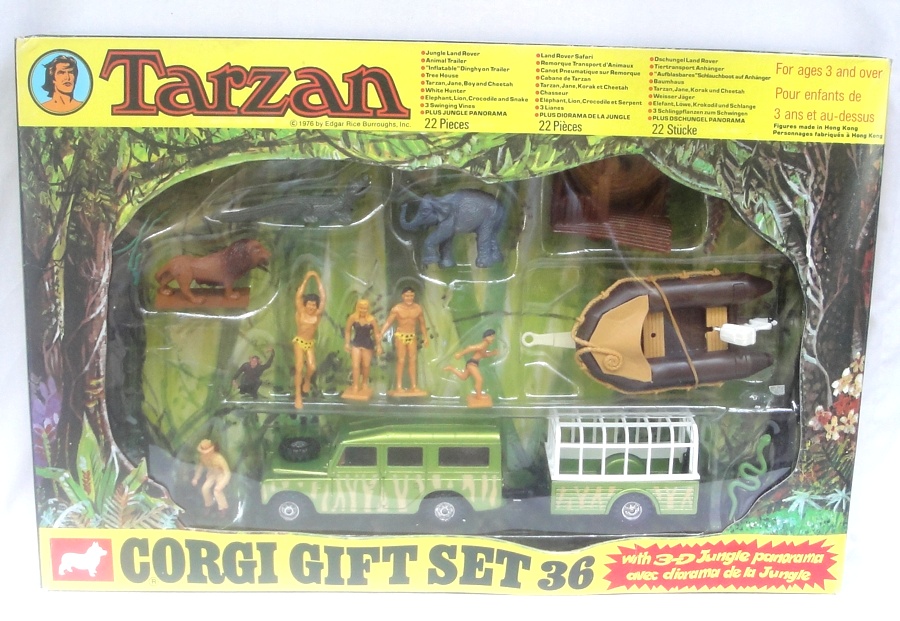 Tarzan
© 1976 by Edgar Rice Burroughs, Inc.
Jungle Land Rover
Animal Trailer
"Inflatable" Dinghy on Trailer
Tree House
Tarzan, Jane, Boy and Cheetah
White Hunter
Elephant, Lion, Crocodile and Snake
3 Swinging Vines
PLUS JUNGLE PANORAMA
22 Pieces
Land Rover Safari
Remorque Transport d'Animaux
Canot Pneumatique sur Remorque
Cabane de Tarzan
Tarzan, Jane, Korak et Cheetah
Chasseur
Elephant, Lion, Crocodile et Serpent
3 Lianes
PLUS DIORAMA DE LA JUNGLE
22 Pièces
Dschungel Land Rover
Tiertransport Anhänger
"Aufblasbares" Schlauchboot auf Anhänger
Baumhaus
Tarzan, Jane, Korak und Cheetah
Weisser Jäger
Elefant, Löwe, Krokodil und Schlange
3 Schlingpflanzen zum Schwingen
PLUS DSCHUNGEL PANORAMA
22 Stücke
For ages 3 and over
Pour enfants de
3 ans et au-dessus
Figures made in Hong Kong
Personnages fabriqués à Hong Kong
CORGI GIFT SET 36
with 3-D Jungle panorama
avec diorama de la Jungle